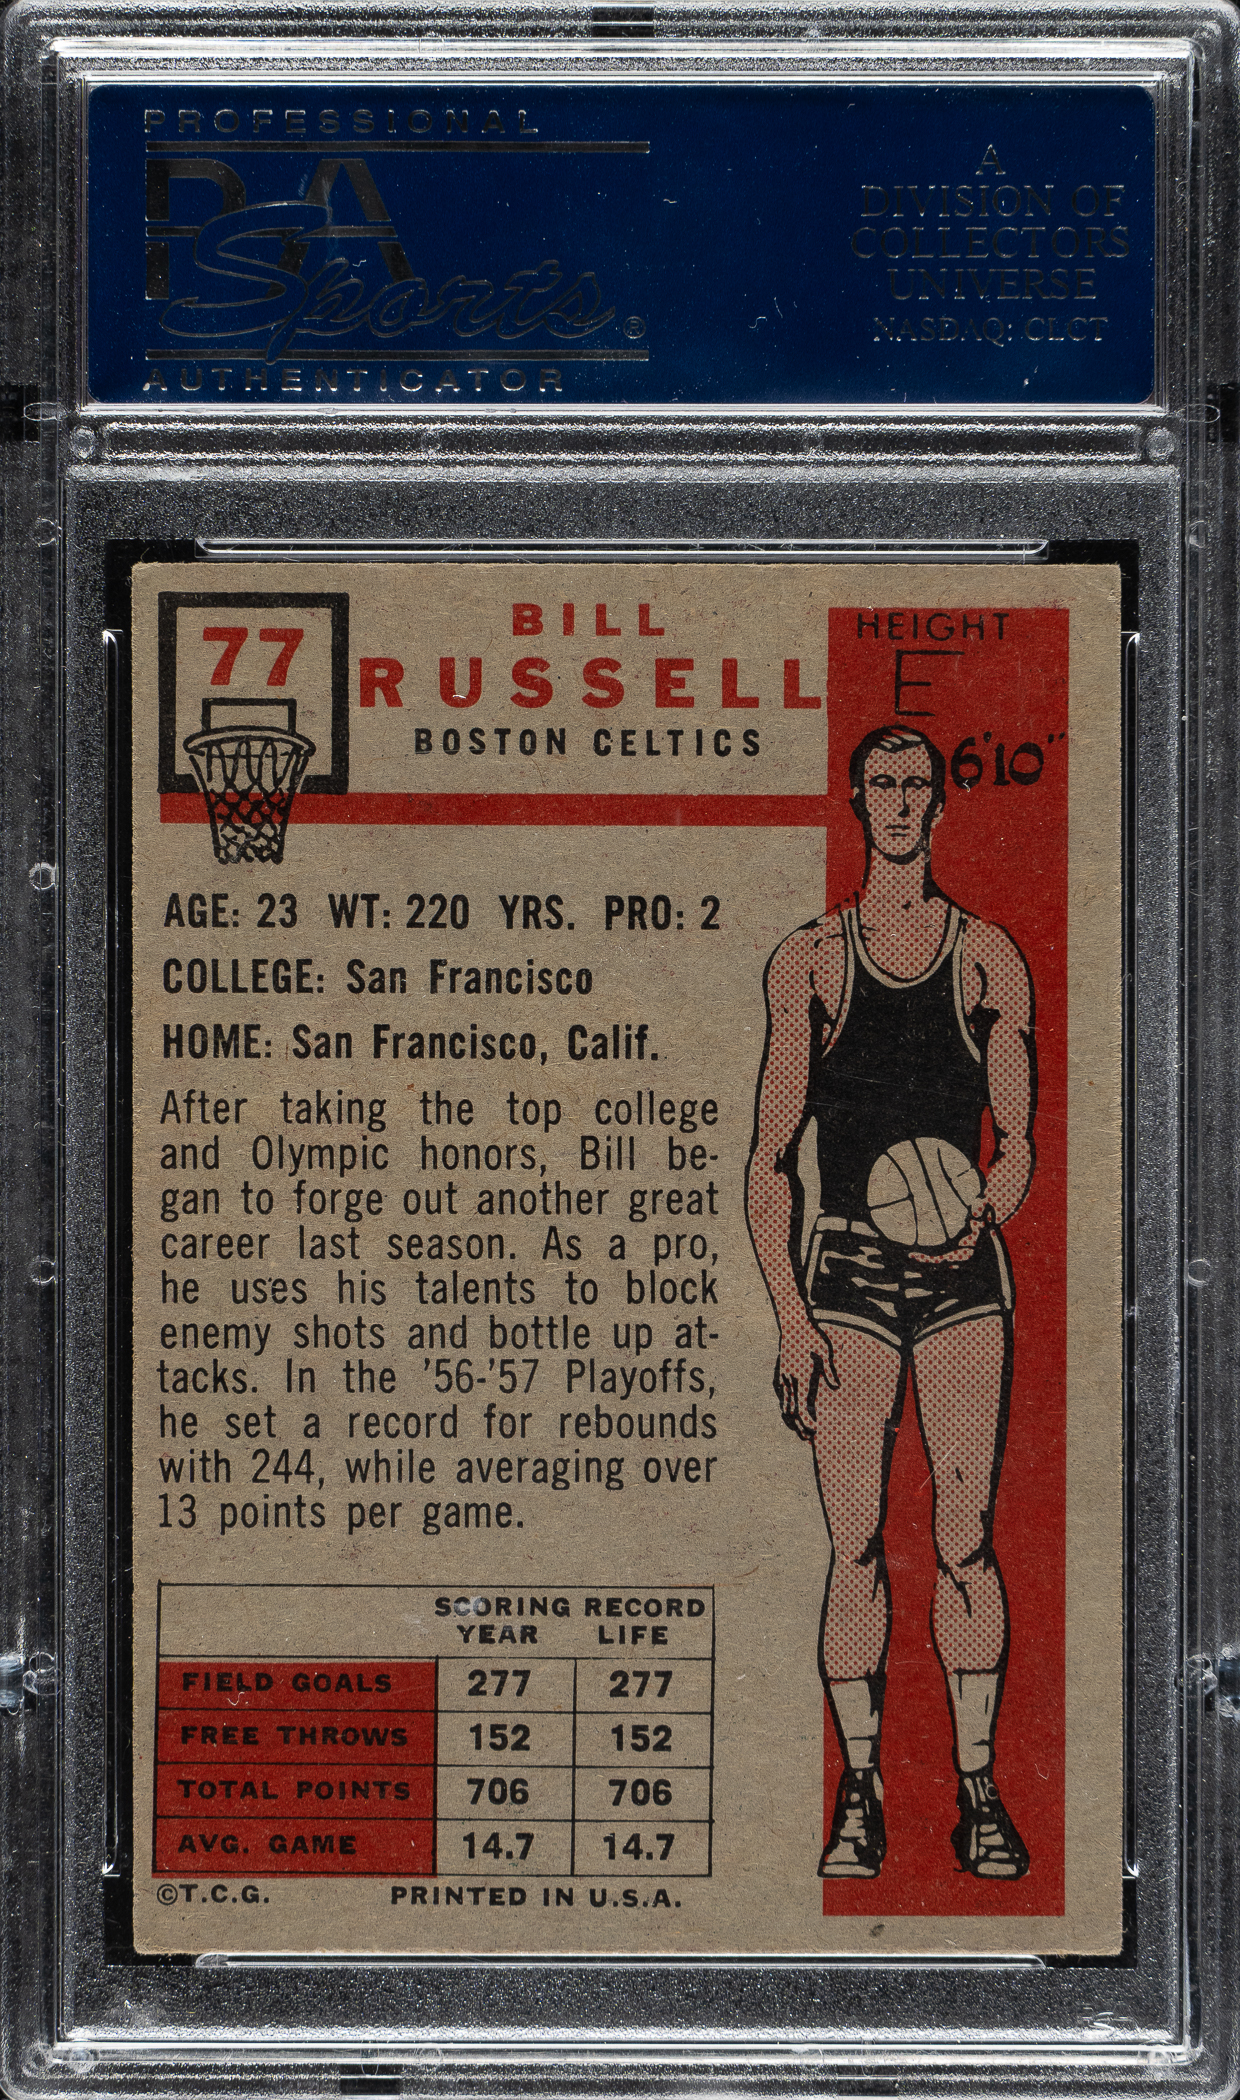 PROFESSIONAL
PSA
Sports®
AUTHENTICATOR
A
DIVISION OF
COLLECTORS
UNIVERSE
NASDAQ: CLCT
77
BILL
RUSSELL
BOSTON CELTICS
HEIGHT
E
6'10"
AGE: 23 WT: 220 YRS. PRO: 2
COLLEGE: San Francisco
HOME: San Francisco, Calif.
After taking the top college
and Olympic honors, Bill be-
gan to forge out another great
career last season. As a pro,
he uses his talents to block
enemy shots and bottle up at-
tacks. In the '56-'57 Playoffs,
he set a record for rebounds
with 244, while averaging over
13 points per game.
SCORING RECORD
YEAR LIFE
FIELD GOALS 277 277
FREE THROWS 152 152
TOTAL POINTS 706 706
AVG. GAME 14.7 14.7
©T.C.G. PRINTED IN U.S.A.